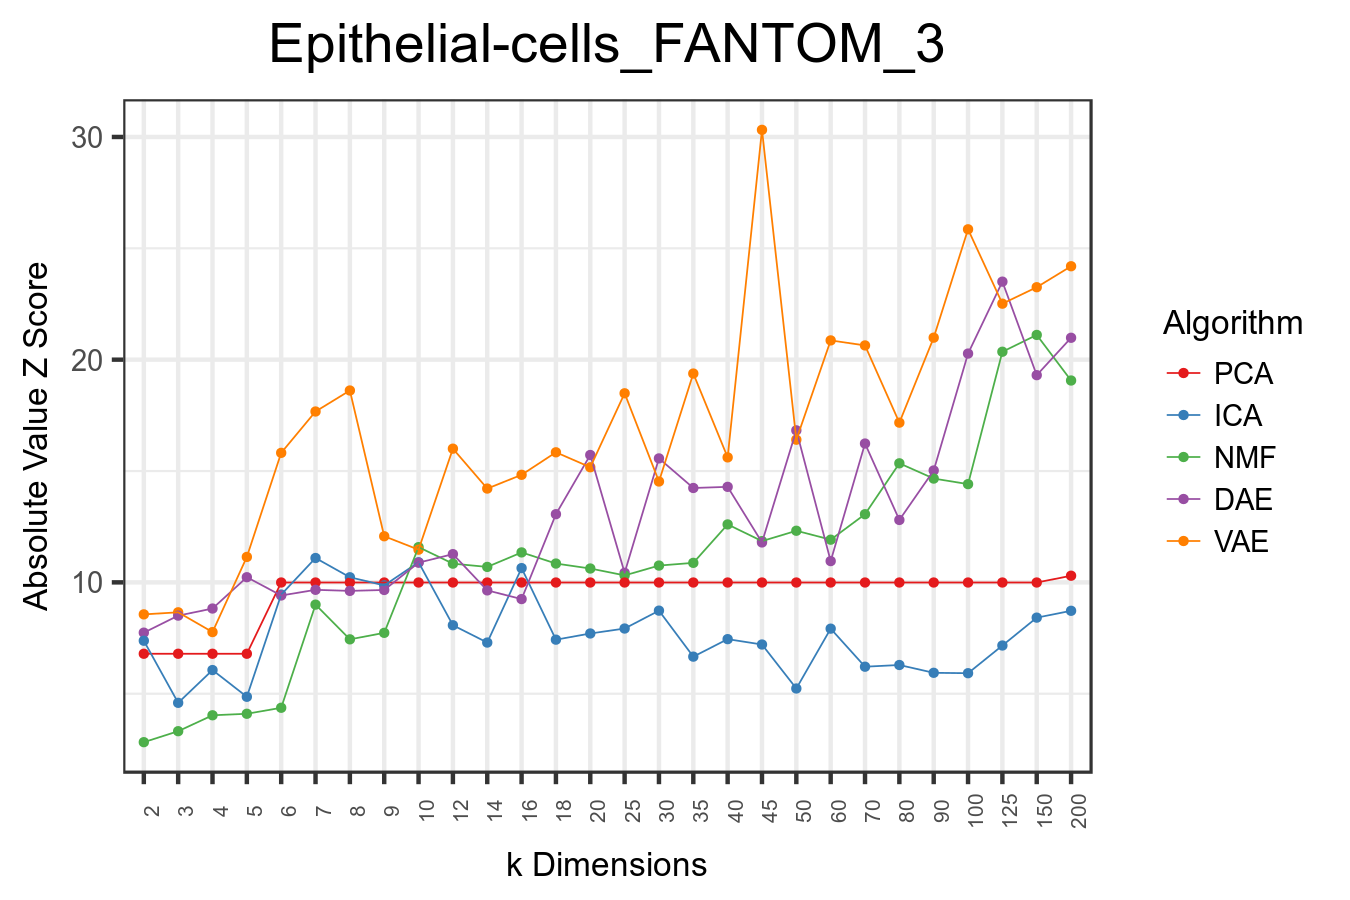 Epithelial-cells_FANTOM_3
Absolute Value Z Score
30
20
10
2 3 4 5 6 7 8 9 10 12 14 16 18 20 25 30 35 40 45 50 60 70 80 90 100 125 150 200
k Dimensions
Algorithm
PCA
ICA
NMF
DAE
VAE